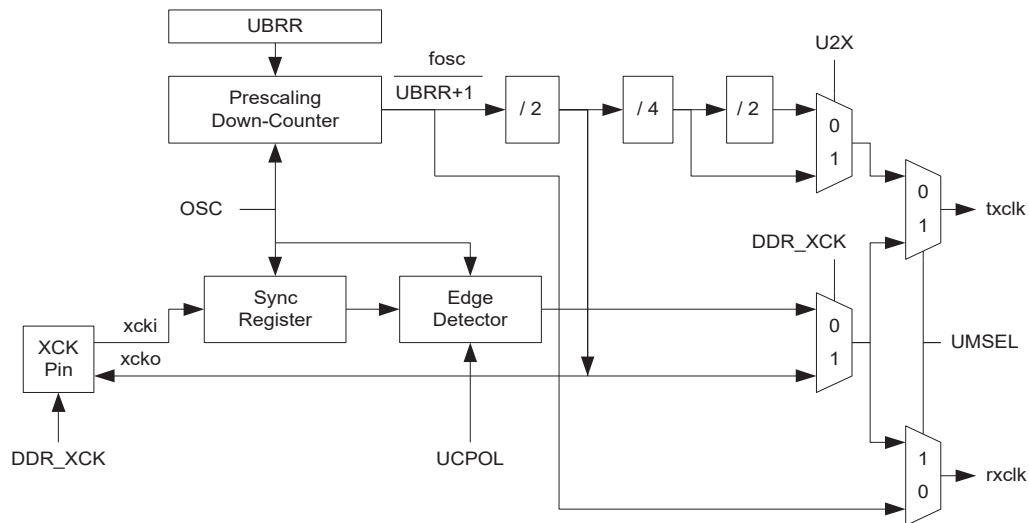 UBRR
fosc
UBRR+1
U2X
Prescaling
Down-Counter
/ 2
/ 4
/ 2
0
1
OSC
0
1
txclk
DDR_XCK
Sync
Register
Edge
Detector
xcki
0
1
XCK
Pin
xcko
UMSEL
DDR_XCK
UCPOL
1
0
rxclk